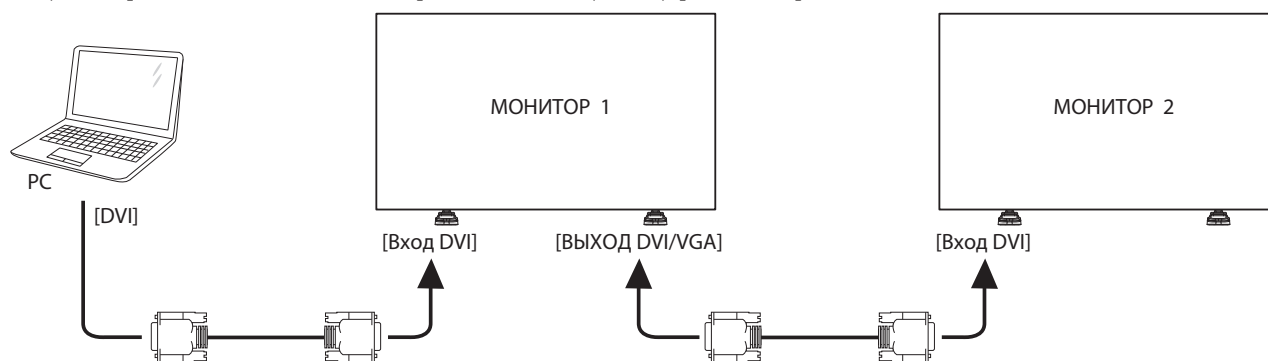 МОНИТОР 1
МОНИТОР 2
PC
[DVI]
[Вход DVI]
[ВЫХОД DVI/VGA]
[Вход DVI]